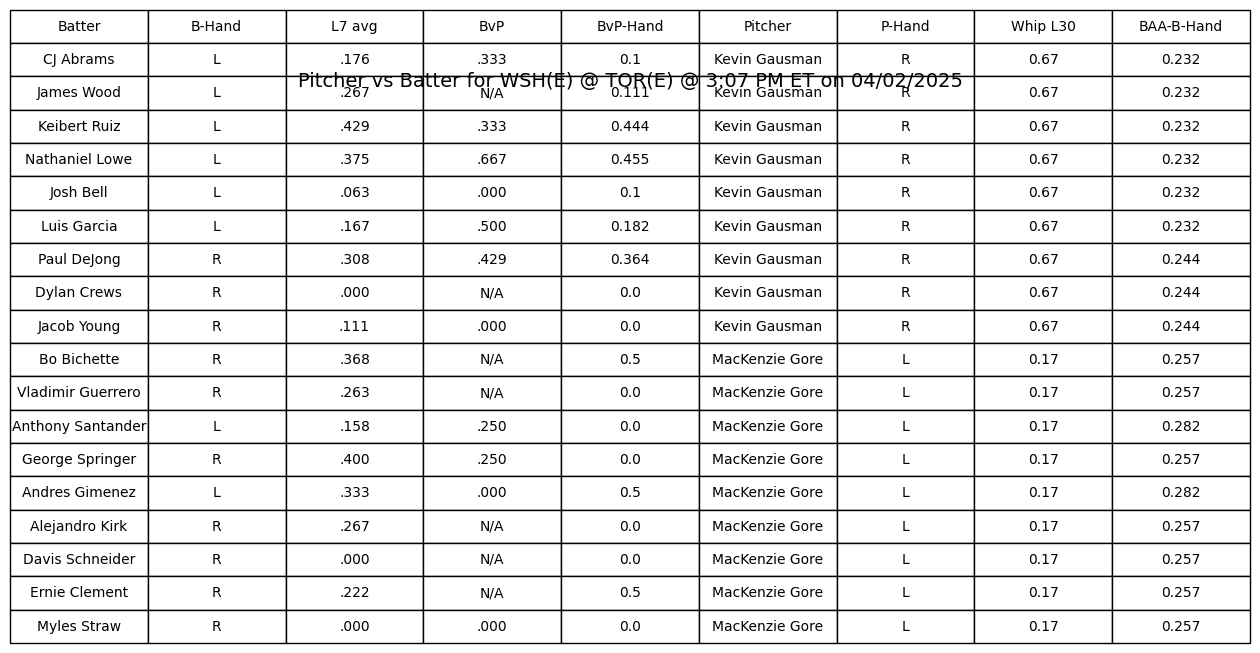 Batter B-Hand L7 avg BvP BvP-Hand Pitcher P-Hand Whip L30 BAA-B-Hand
CJ Abrams L .176 .333 0.1 Kevin Gausman R 0.67 0.232
Pitcher vs Batter for WSH(E) @ TOR(E) @ 3:07 PM ET on 04/02/2025
James Wood L .267 N/A 0.111 Kevin Gausman R 0.67 0.232
Keibert Ruiz L .429 .333 0.444 Kevin Gausman R 0.67 0.232
Nathaniel Lowe L .375 .667 0.455 Kevin Gausman R 0.67 0.232
Josh Bell L .063 .000 0.1 Kevin Gausman R 0.67 0.232
Luis Garcia L .167 .500 0.182 Kevin Gausman R 0.67 0.232
Paul DeJong R .308 .429 0.364 Kevin Gausman R 0.67 0.244
Dylan Crews R .000 N/A 0.0 Kevin Gausman R 0.67 0.244
Jacob Young R .111 .000 0.0 Kevin Gausman R 0.67 0.244
Bo Bichette R .368 N/A 0.5 MacKenzie Gore L 0.17 0.257
Vladimir Guerrero R .263 N/A 0.0 MacKenzie Gore L 0.17 0.257
Anthony Santander L .158 .250 0.0 MacKenzie Gore L 0.17 0.282
George Springer R .400 .250 0.0 MacKenzie Gore L 0.17 0.257
Andres Gimenez L .333 .000 0.5 MacKenzie Gore L 0.17 0.282
Alejandro Kirk R .267 N/A 0.0 MacKenzie Gore L 0.17 0.257
Davis Schneider R .000 N/A 0.0 MacKenzie Gore L 0.17 0.257
Ernie Clement R .222 N/A 0.5 MacKenzie Gore L 0.17 0.257
Myles Straw R .000 .000 0.0 MacKenzie Gore L 0.17 0.257